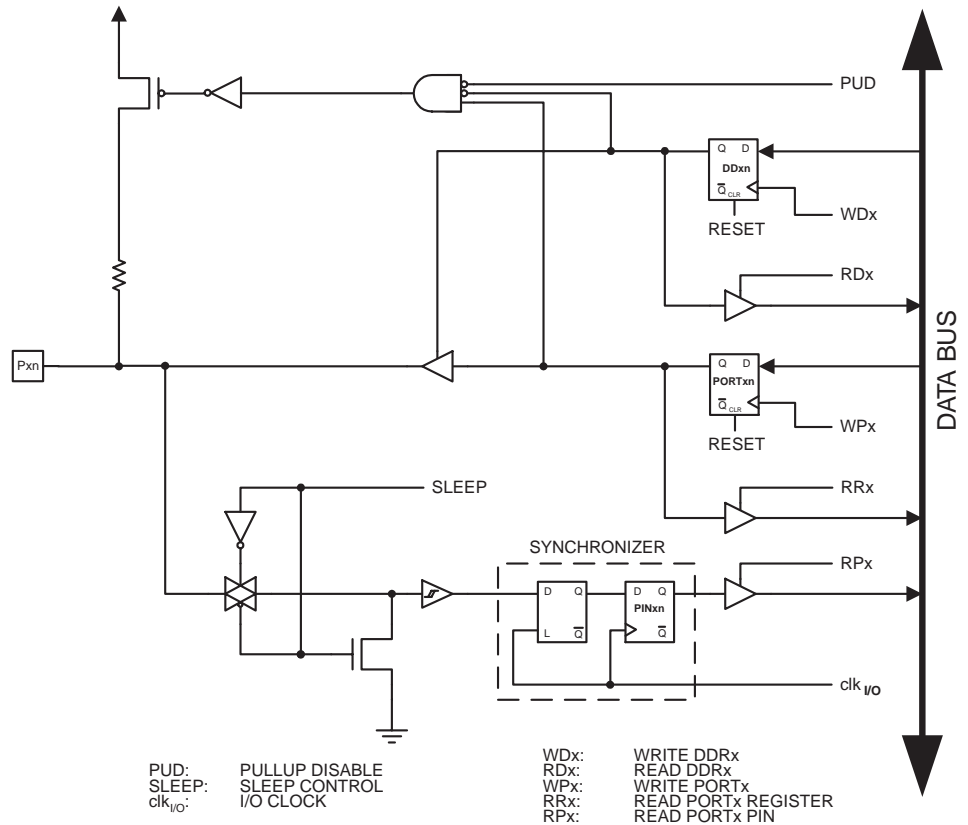 PUD
Q D
DDxn
Q CLR
WDx
RESET
RDx
DATA BUS
Pxn
Q D
PORTxn
Q CLR
WPx
RESET
SLEEP
RRx
SYNCHRONIZER
RPx
D Q
L Q
D Q
PINxn
Q
clk I/O
PUD: PULLUP DISABLE
SLEEP: SLEEP CONTROL
clkI/O: I/O CLOCK
WDx: WRITE DDRx
RDx: READ DDRx
WPx: WRITE PORTx
RRx: READ PORTx REGISTER
RPx: READ PORTx PIN